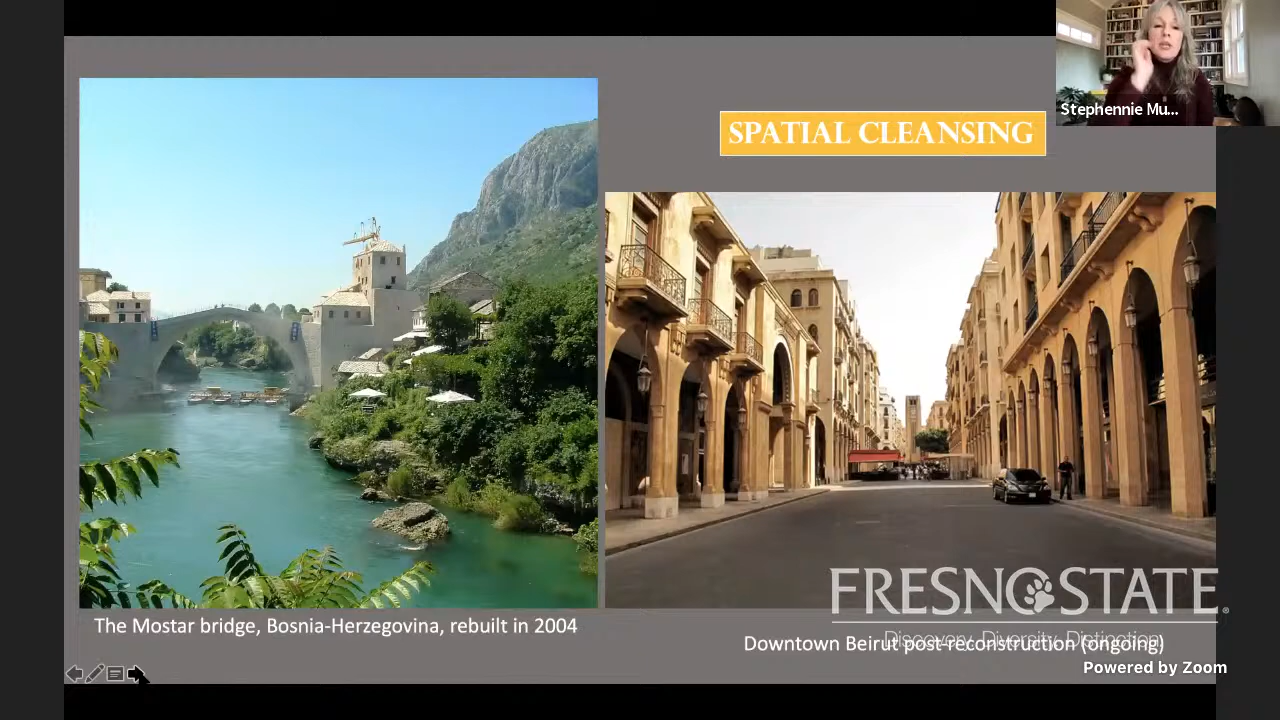 Stephennie Mu...
SPATIAL CLEANSING
FRESNO STATE®
The Mostar bridge, Bosnia-Herzegovina, rebuilt in 2004
Discovery. Diversity. Distinction.
Downtown Beirut post-reconstruction (ongoing)
Powered by Zoom